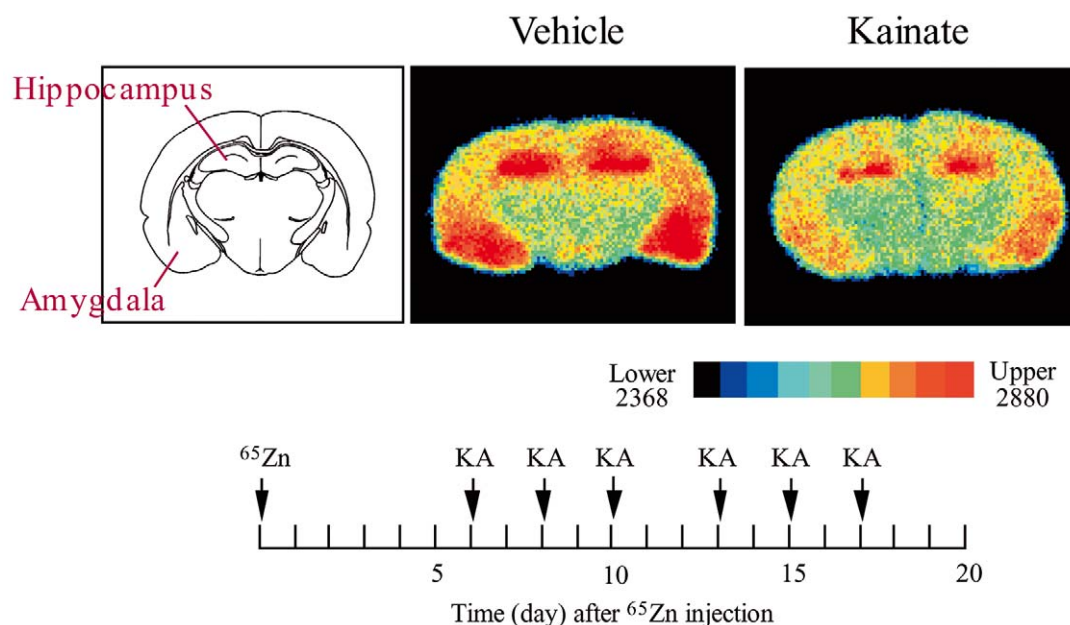 Vehicle Kainate
Hippocampus
Amygdala
Lower
2368
Upper
2880
⁶⁵Zn KA KA KA KA KA KA
5 10 15 20
Time (day) after ⁶⁵Zn injection